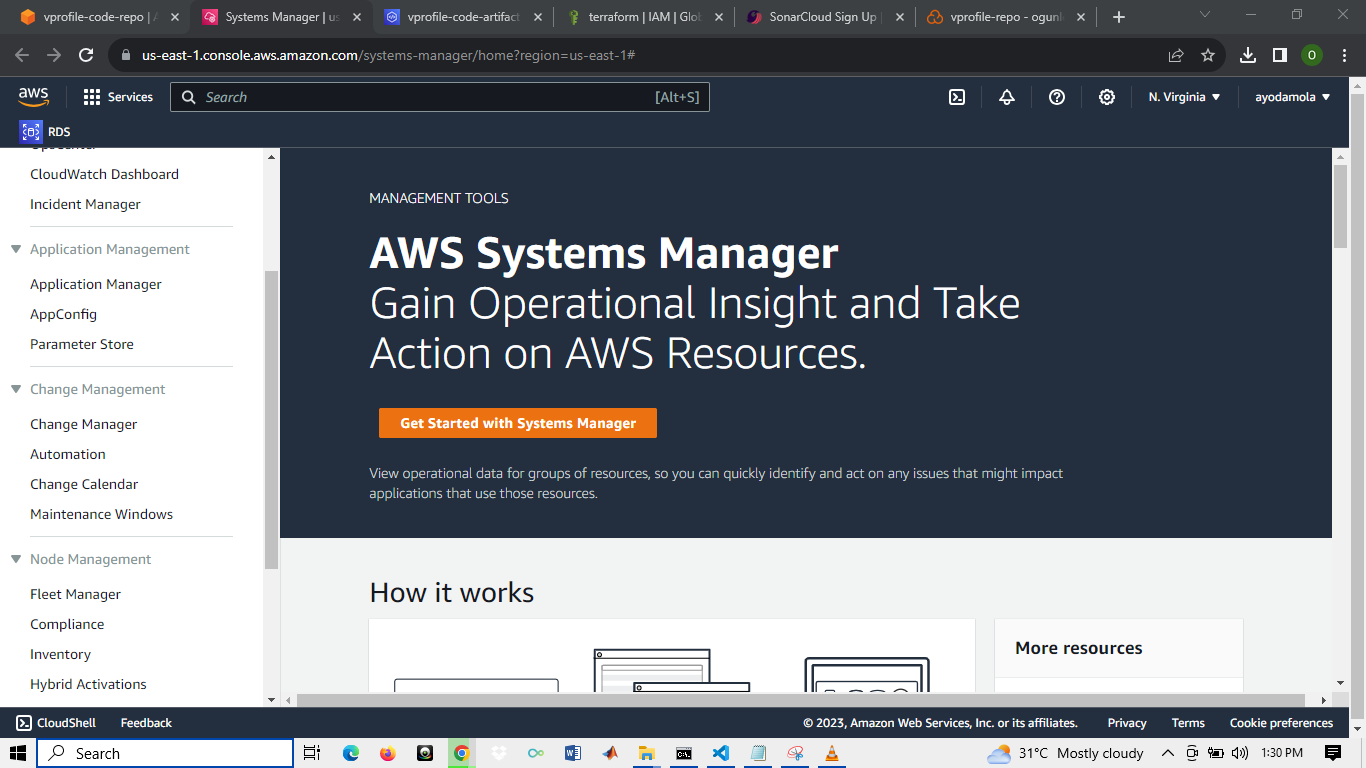 vprofile-code-repo | A
Systems Manager | us
vprofile-code-artifact
terraform | IAM | Glob
SonarCloud Sign Up |
vprofile-repo - ogunl
us-east-1.console.aws.amazon.com/systems-manager/home?region=us-east-1#
O
aws
Services
Search
[Alt+S]
N. Virginia
ayodamola
RDS
CloudWatch Dashboard
Incident Manager
Application Management
Application Manager
AppConfig
Parameter Store
Change Management
Change Manager
Automation
Change Calendar
Maintenance Windows
Node Management
Fleet Manager
Compliance
Inventory
Hybrid Activations
MANAGEMENT TOOLS
AWS Systems Manager
Gain Operational Insight and Take
Action on AWS Resources.
Get Started with Systems Manager
View operational data for groups of resources, so you can quickly identify and act on any issues that might impact
applications that use those resources.
How it works
More resources
CloudShell
Feedback
© 2023, Amazon Web Services, Inc. or its affiliates.
Privacy
Terms
Cookie preferences
Search
31°C Mostly cloudy
1:30 PM